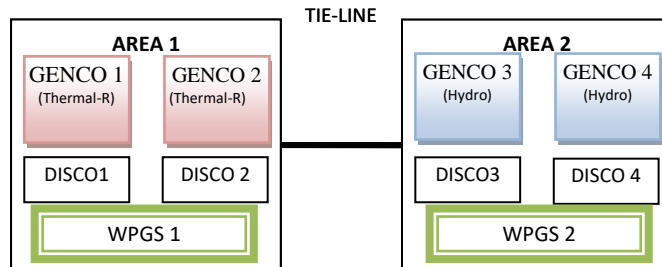 TIE-LINE
AREA 1
GENCO 1
(Thermal-R)
GENCO 2
(Thermal-R)
DISCO1
DISCO 2
WPGS 1
AREA 2
GENCO 3
(Hydro)
GENCO 4
(Hydro)
DISCO3
DISCO 4
WPGS 2